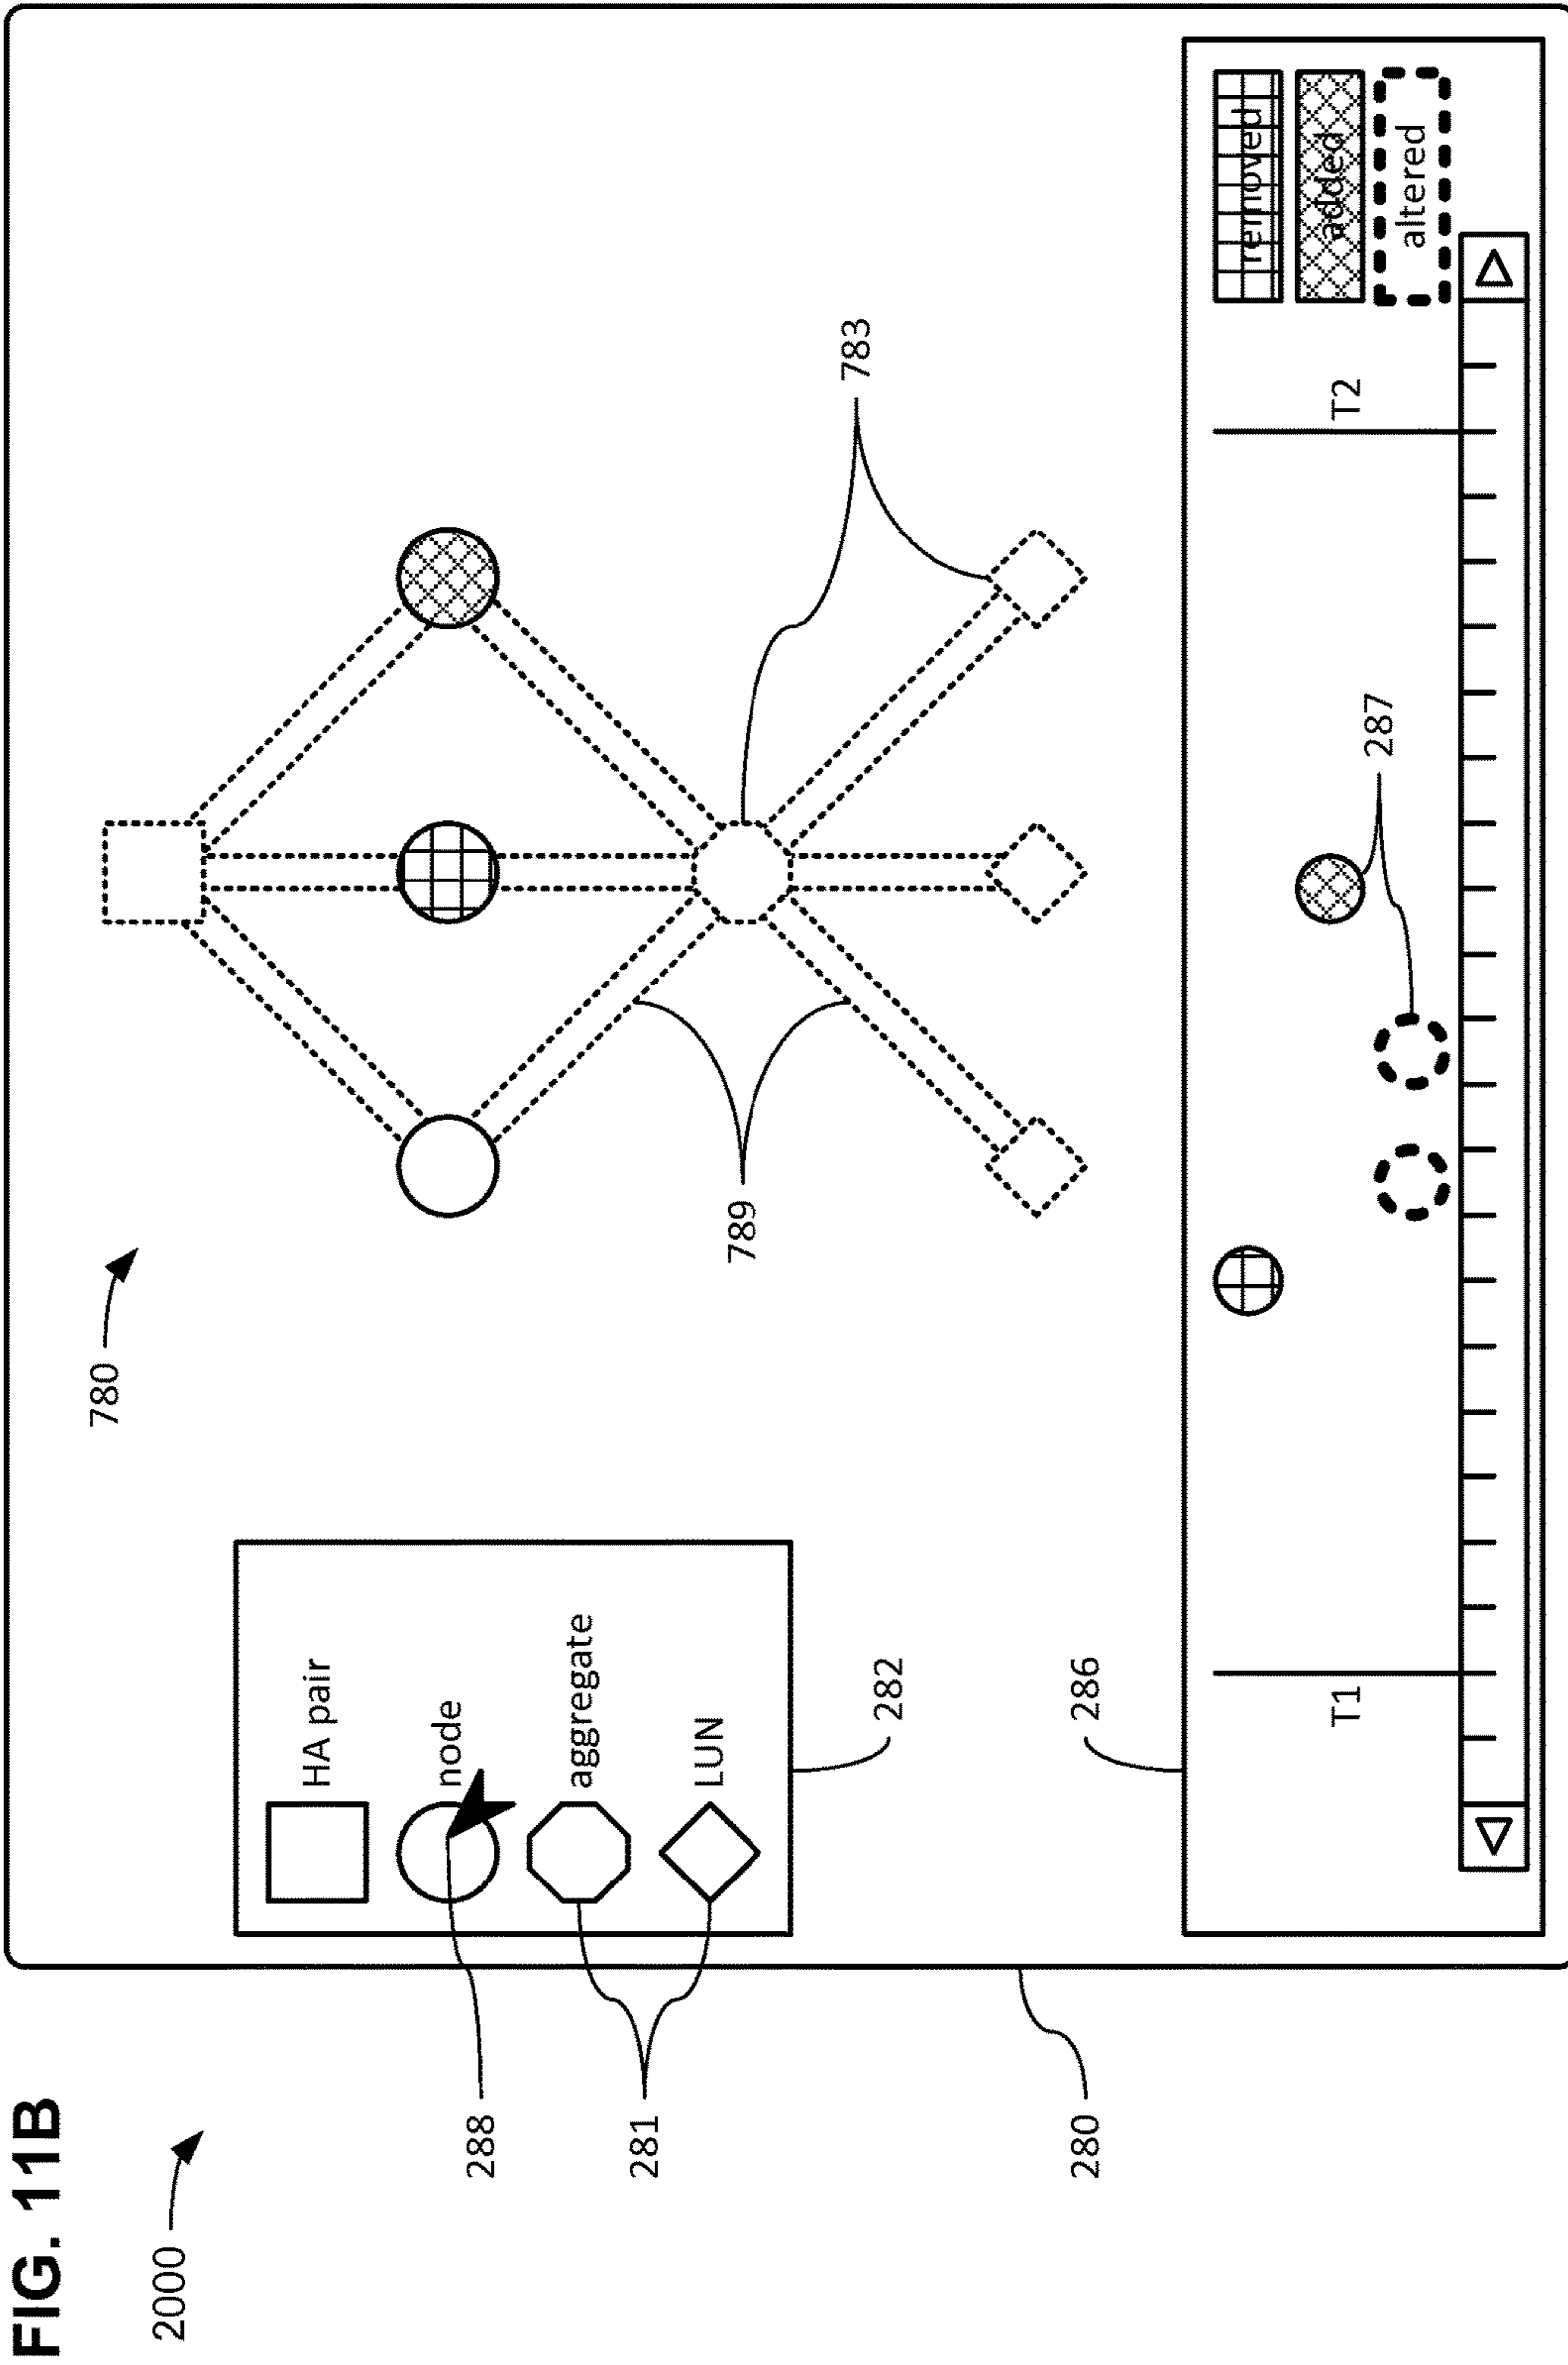 FIG. 11B
2000
780
HA pair
node
aggregate
LUN
288
281
282
789
783
280
286
T1
T2
287
removed
added
altered